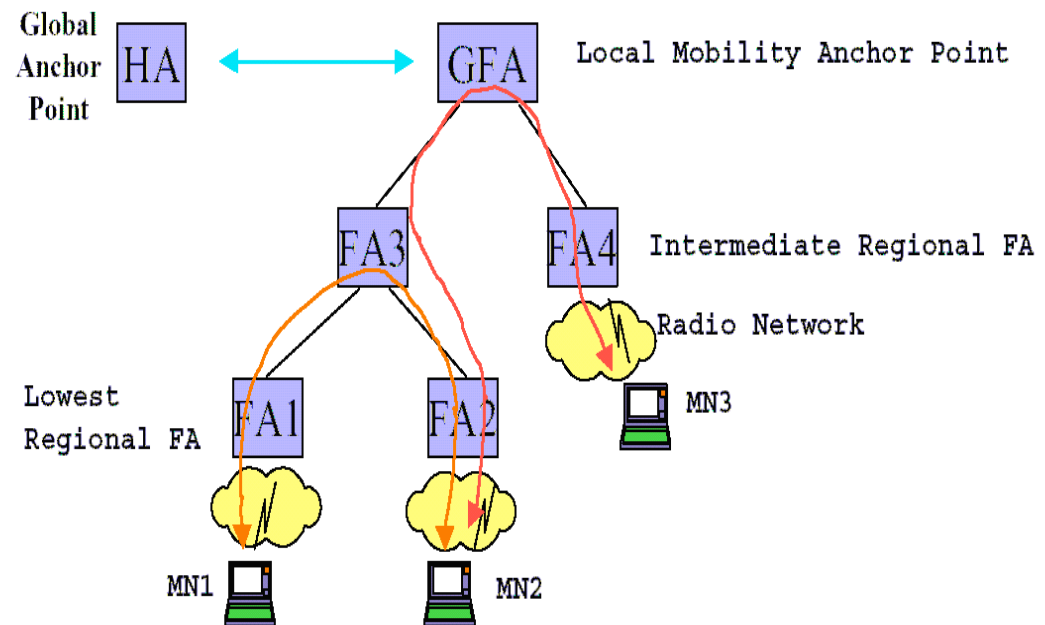 Global
Anchor
Point
HA
GFA
Local Mobility Anchor Point
FA3
FA4
Intermediate Regional FA
Radio Network
Lowest
Regional FA
FA1
FA2
MN3
MN1
MN2